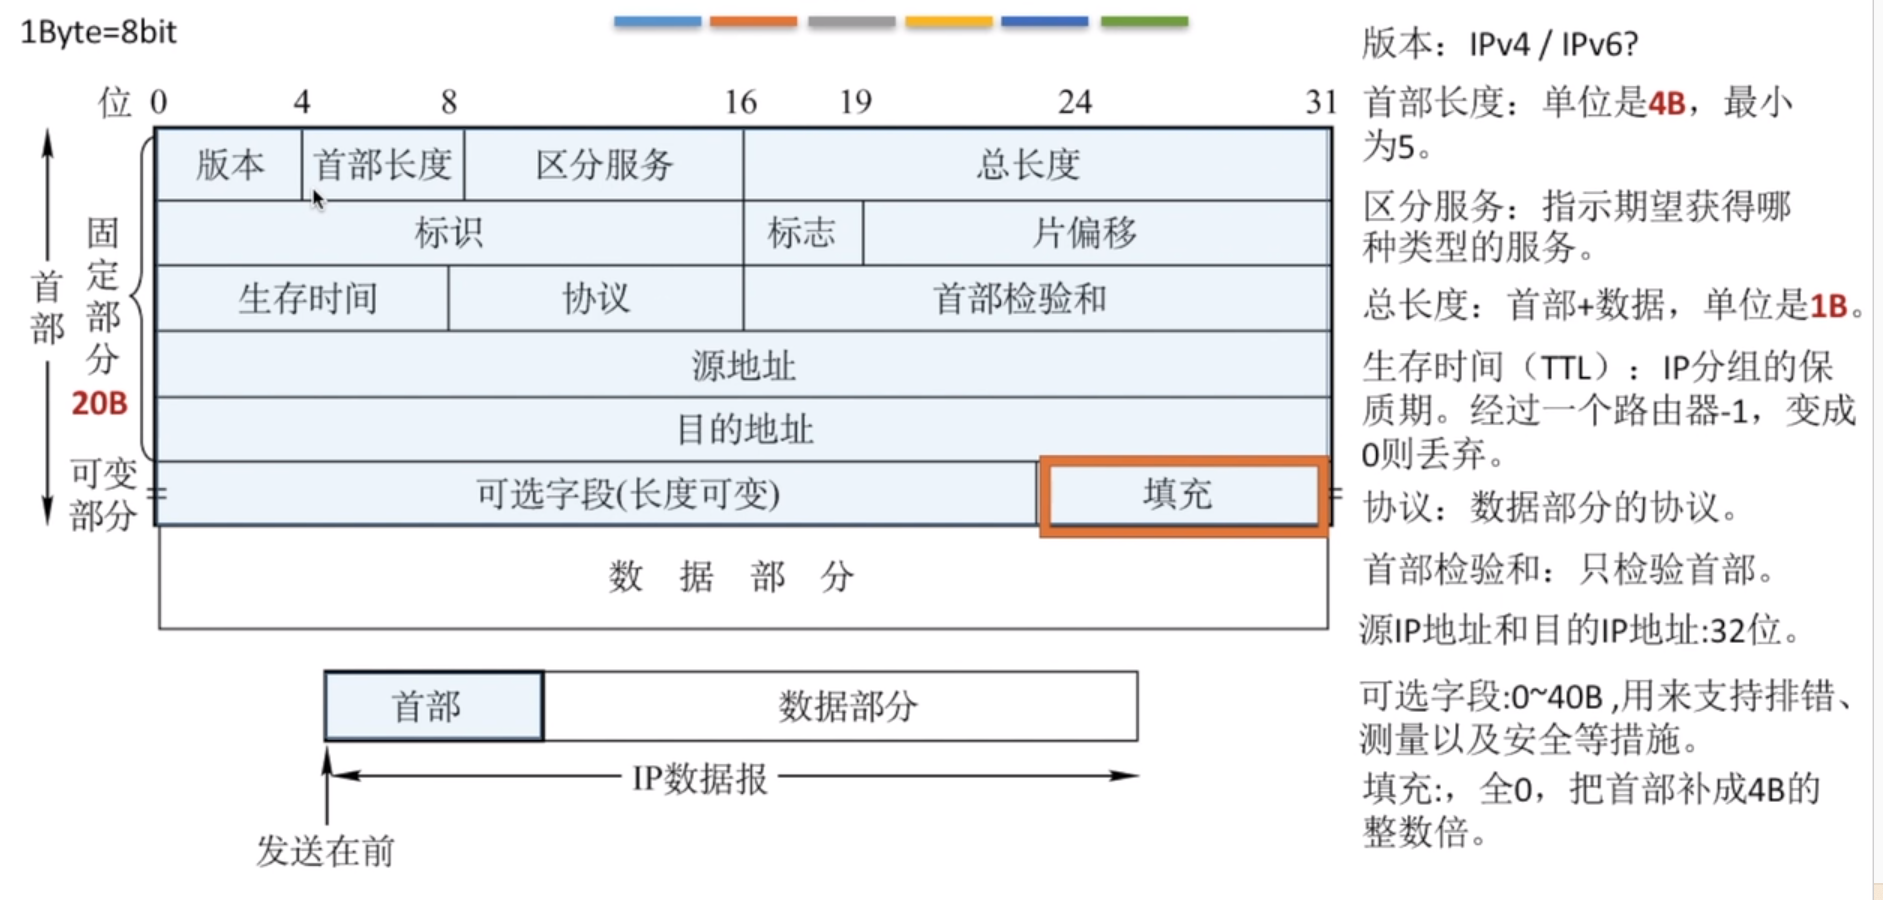 1Byte=8bit
位 0 4 8 16 19 24 31
版本 首部长度 区分服务 总长度
标识 标志 片偏移
生存时间 协议 首部检验和
源地址
目的地址
可选字段(长度可变) 填充
数 据 部 分
首部
固定部分
20B
可变
部分
首部 数据部分
IP数据报
发送在前
版本：IPv4 / IPv6?
首部长度：单位是4B，最小
为5。
区分服务：指示期望获得哪
种类型的服务。
总长度：首部+数据，单位是1B。
生存时间（TTL）：IP分组的保
质期。经过一个路由器-1，变成
0则丢弃。
协议：数据部分的协议。
首部检验和：只检验首部。
源IP地址和目的IP地址:32位。
可选字段:0~40B ,用来支持排错、
测量以及安全等措施。
填充:，全0，把首部补成4B的
整数倍。